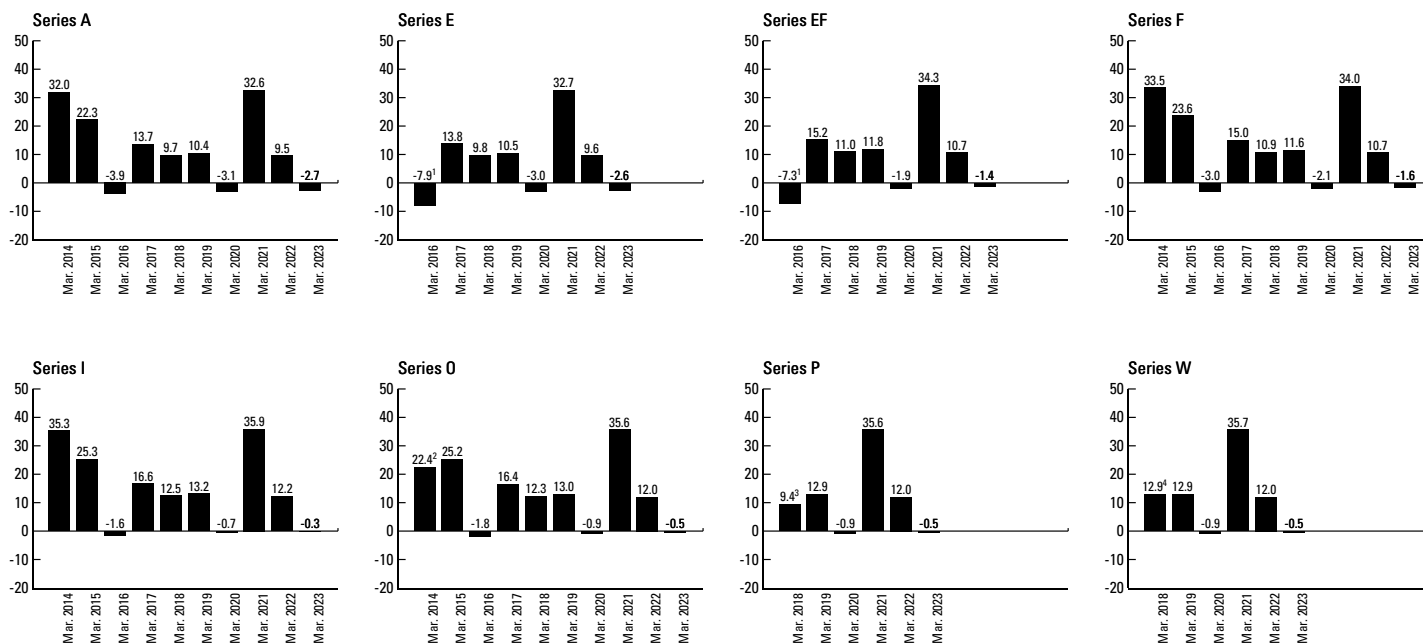 Series A
50
40
30
20
10
0
-10
-20
32.0
22.3
-3.9
13.7
9.7
10.4
-3.1
32.6
9.5
-2.7
Mar. 2014
Mar. 2015
Mar. 2016
Mar. 2017
Mar. 2018
Mar. 2019
Mar. 2020
Mar. 2021
Mar. 2022
Mar. 2023
Series E
50
40
30
20
10
0
-10
-20
-7.9¹
13.8
9.8
10.5
-3.0
32.7
9.6
-2.6
Mar. 2016
Mar. 2017
Mar. 2018
Mar. 2019
Mar. 2020
Mar. 2021
Mar. 2022
Mar. 2023
Series EF
50
40
30
20
10
0
-10
-20
-7.3¹
15.2
11.0
11.8
-1.9
34.3
10.7
-1.4
Mar. 2016
Mar. 2017
Mar. 2018
Mar. 2019
Mar. 2020
Mar. 2021
Mar. 2022
Mar. 2023
Series F
50
40
30
20
10
0
-10
-20
33.5
23.6
-3.0
15.0
10.9
11.6
-2.1
34.0
10.7
-1.6
Mar. 2014
Mar. 2015
Mar. 2016
Mar. 2017
Mar. 2018
Mar. 2019
Mar. 2020
Mar. 2021
Mar. 2022
Mar. 2023
Series I
50
40
30
20
10
0
-10
-20
35.3
25.3
-1.6
16.6
12.5
13.2
-0.7
35.9
12.2
-0.3
Mar. 2014
Mar. 2015
Mar. 2016
Mar. 2017
Mar. 2018
Mar. 2019
Mar. 2020
Mar. 2021
Mar. 2022
Mar. 2023
Series O
50
40
30
20
10
0
-10
-20
22.4²
25.2
-1.8
16.4
12.3
13.0
-0.9
35.6
12.0
-0.5
Mar. 2014
Mar. 2015
Mar. 2016
Mar. 2017
Mar. 2018
Mar. 2019
Mar. 2020
Mar. 2021
Mar. 2022
Mar. 2023
Series P
50
40
30
20
10
0
-10
-20
9.4³
12.9
-0.9
35.6
12.0
-0.5
Mar. 2018
Mar. 2019
Mar. 2020
Mar. 2021
Mar. 2022
Mar. 2023
Series W
50
40
30
20
10
0
-10
-20
12.9⁴
12.9
-0.9
35.7
12.0
-0.5
Mar. 2018
Mar. 2019
Mar. 2020
Mar. 2021
Mar. 2022
Mar. 2023